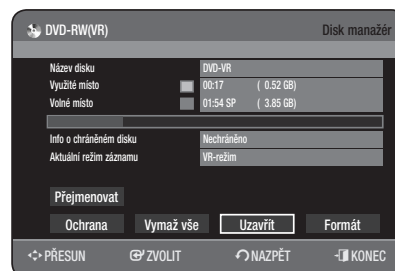 DVD-RW(VR) Disk manažér
Název disku DVD-VR
Využité místo 00:17 ( 0.52 GB)
Volné místo 01:54 SP ( 3.85 GB)
Info o chráněném disku Nechráněno
Aktuální režim záznamu VR-režim
Přejmenovat
Ochrana Vymaž vše Uzavřít Formát
PŘESUN ZVOLIT NAZPĚT KONEC